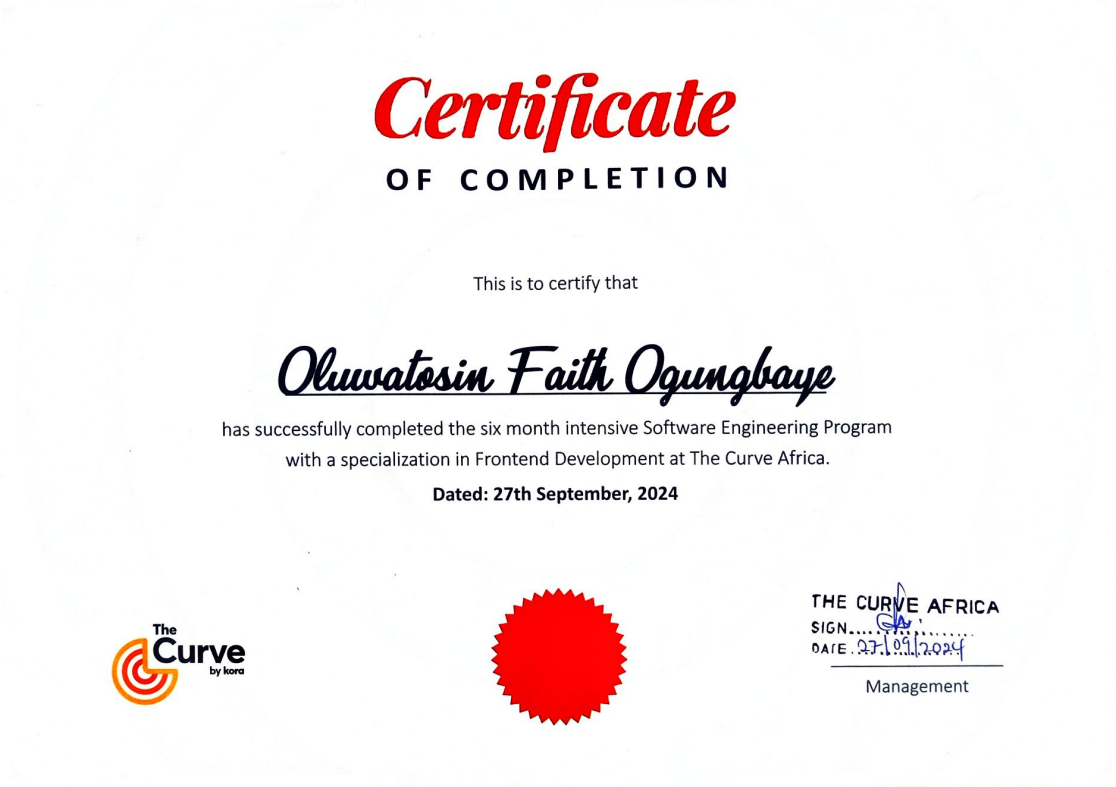 Certificate
OF COMPLETION
This is to certify that
Oluwatosin Faith Ogungbaye
has successfully completed the six month intensive Software Engineering Program
with a specialization in Frontend Development at The Curve Africa.
Dated: 27th September, 2024
The
Curve
by kora
THE CURVE AFRICA
SIGN....................
DATE.27/09/2024
Management